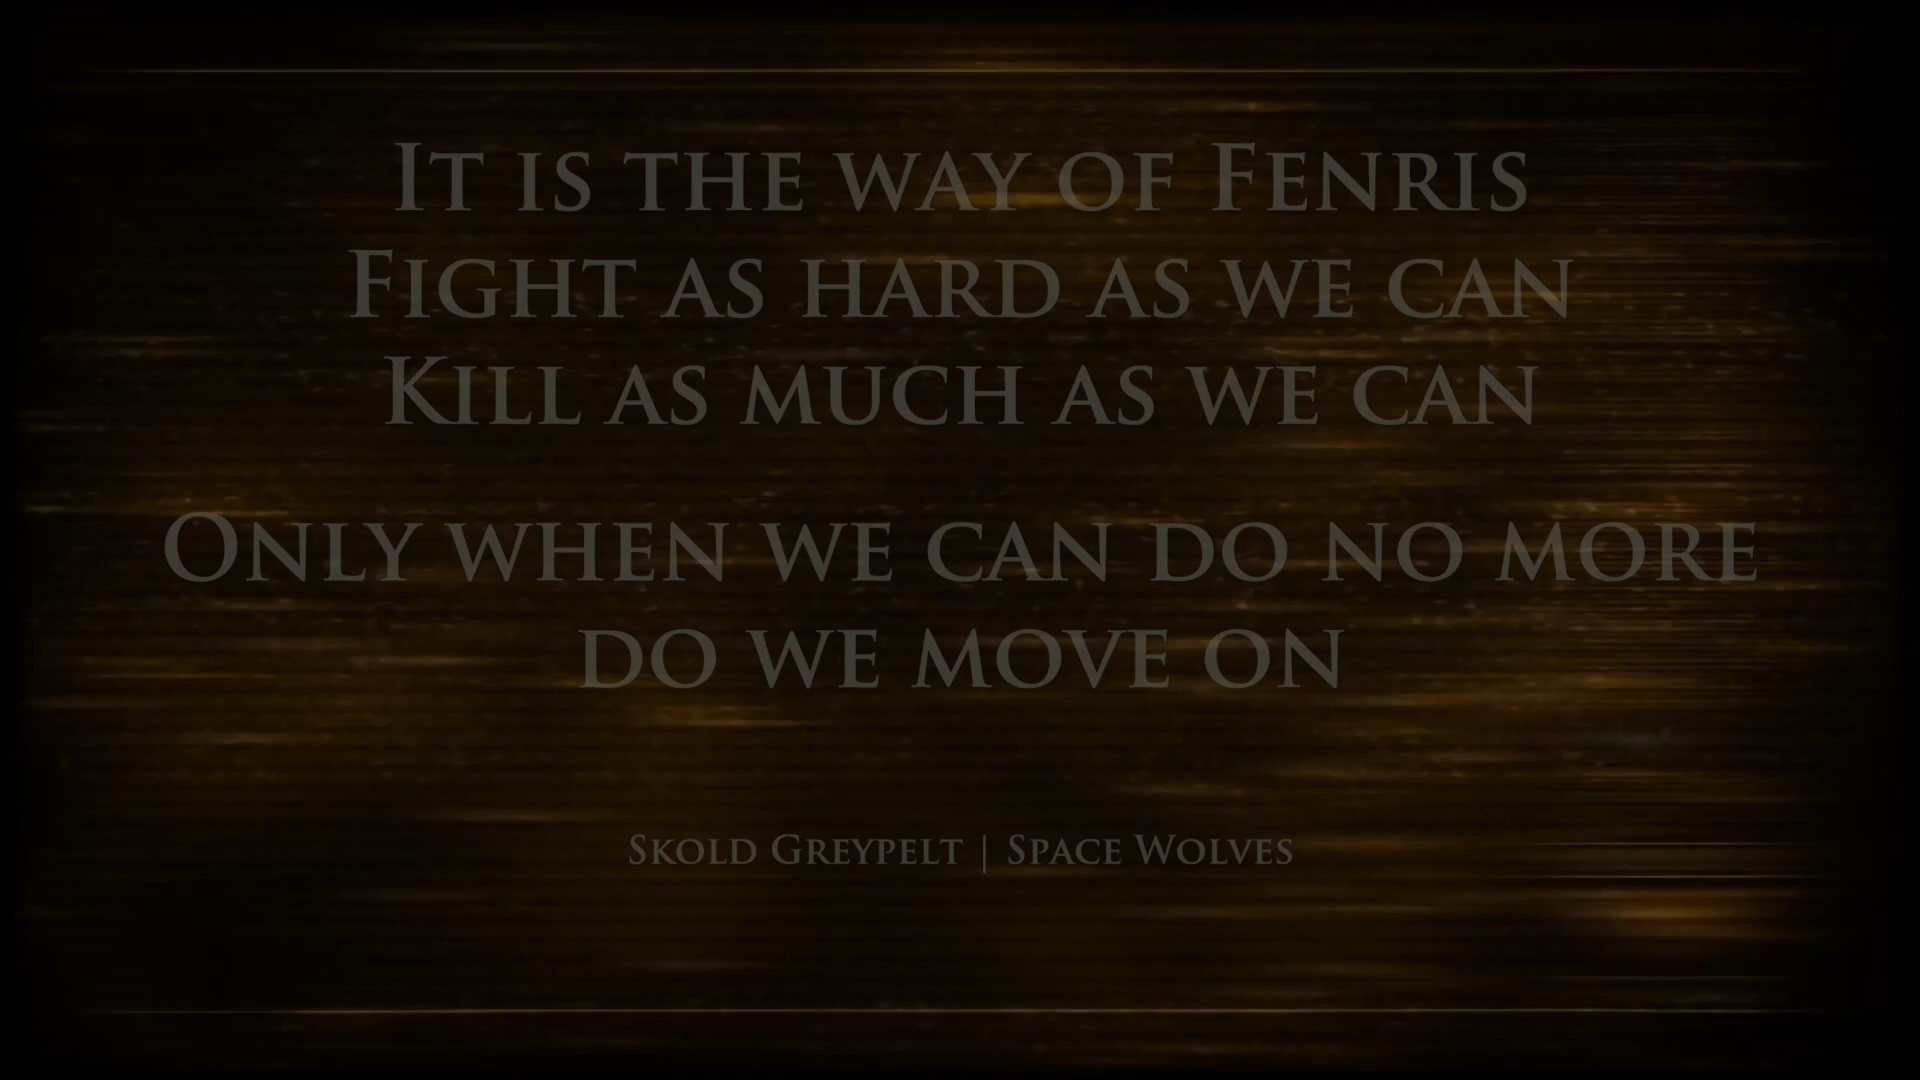 It is the way of Fenris
Fight as hard as we can
Kill as much as we can
Only when we can do no more
do we move on
Skold Greypelt | Space Wolves